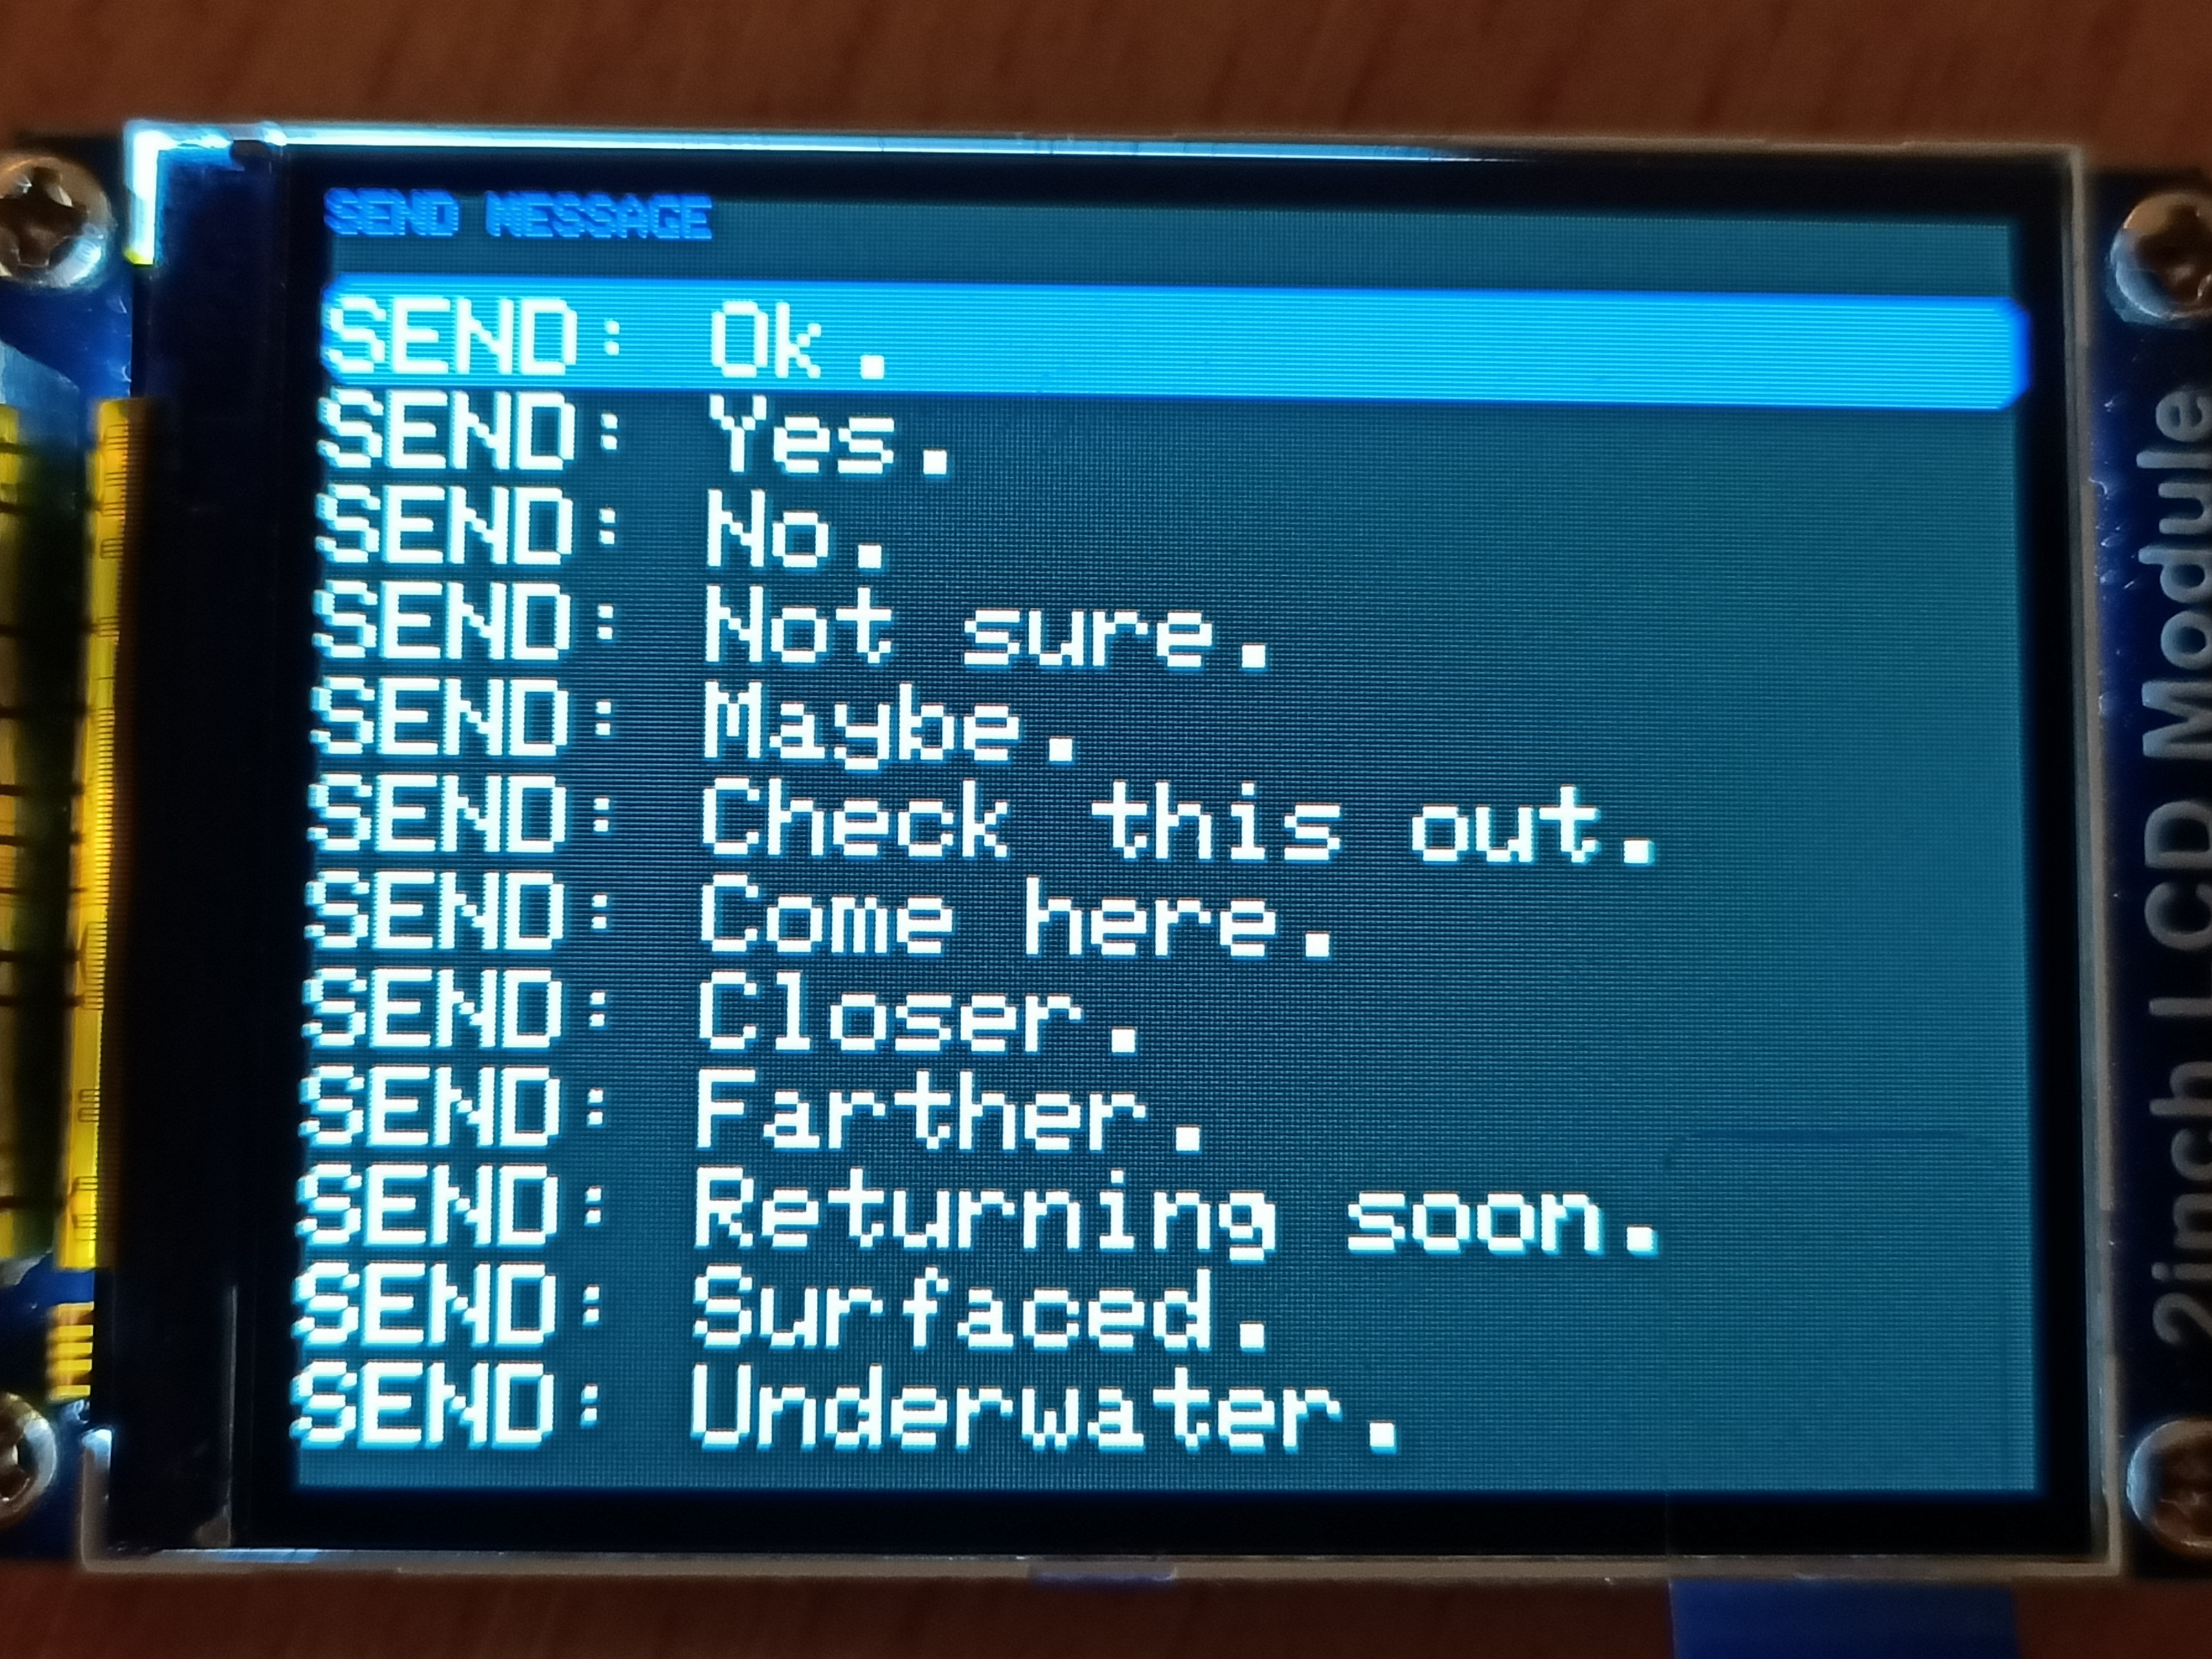 SEND MESSAGE
SEND: Ok.
SEND: Yes.
SEND: No.
SEND: Not sure.
SEND: Maybe.
SEND: Check this out.
SEND: Come here.
SEND: Closer.
SEND: Farther.
SEND: Returning soon.
SEND: Surfaced.
SEND: Underwater.
2inch LCD Module